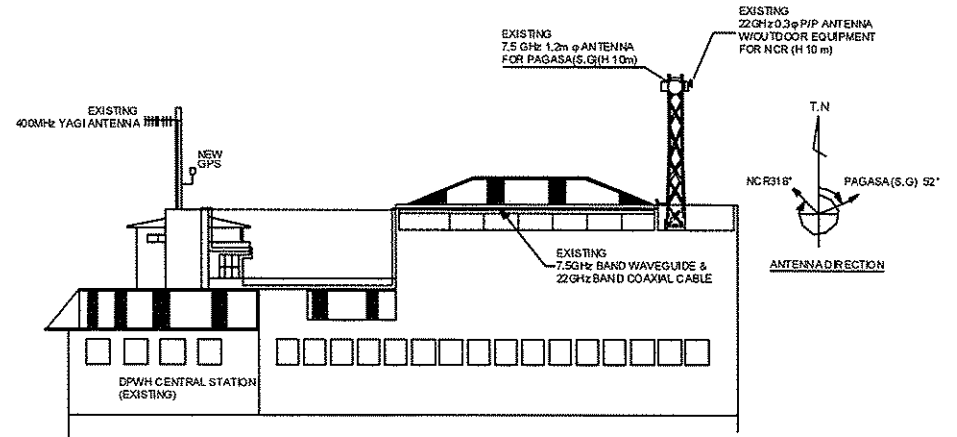 EXISTING
22GHz 0.3φ P/P ANTENNA
W/OUTDOOR EQUIPMENT
FOR NCR (H 10 m)
EXISTING
7.5 GHz 1.2m φ ANTENNA
FOR PAGASA(S.G)(H 10m)
EXISTING
400MHz YAGI ANTENNA
NEW
GPS
T.N
NCR318°
PAGASA(S.G) 52°
ANTENNA DIRECTION
EXISTING
7.5GHz BAND WAVEGUIDE &
22GHz BAND COAXIAL CABLE
DPWH CENTRAL STATION
(EXISTING)